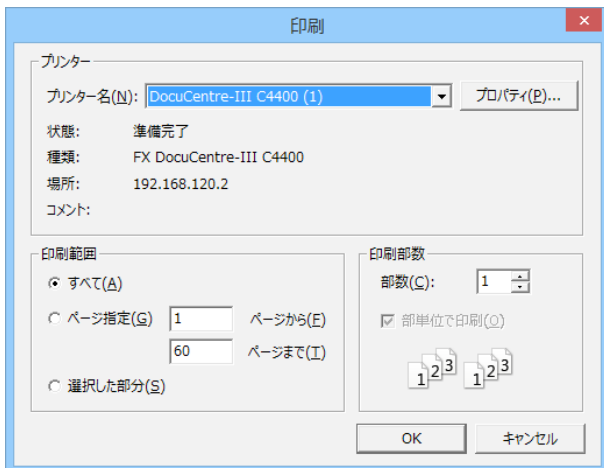 印刷
プリンター
プリンター名(N): DocuCentre-III C4400 (1) プロパティ(P)...
状態: 準備完了
種類: FX DocuCentre-III C4400
場所: 192.168.120.2
コメント:
印刷範囲
すべて(A)
ページ指定(G) 1 ページから(F)
60 ページまで(T)
選択した部分(S)
印刷部数
部数(C): 1
部単位で印刷(O)
1 2 3 1 2 3
OK キャンセル